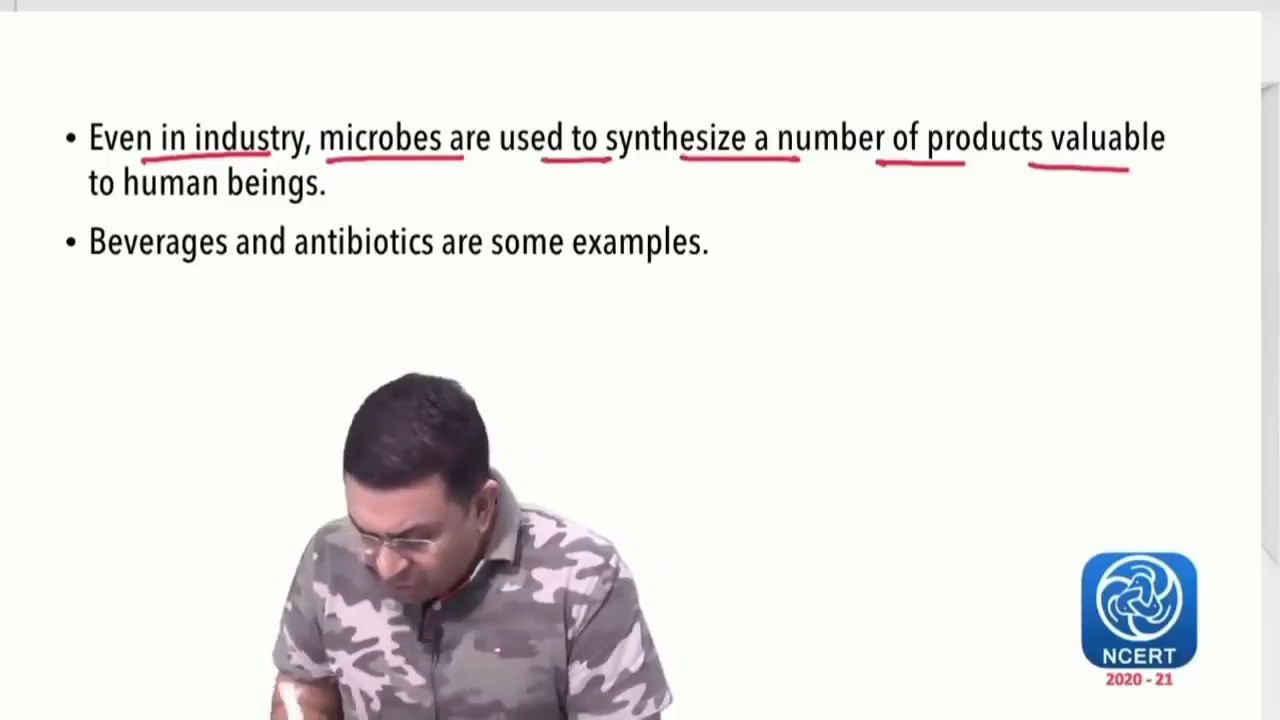 • Even in industry, microbes are used to synthesize a number of products valuable
to human beings.
• Beverages and antibiotics are some examples.
NCERT
2020 - 21